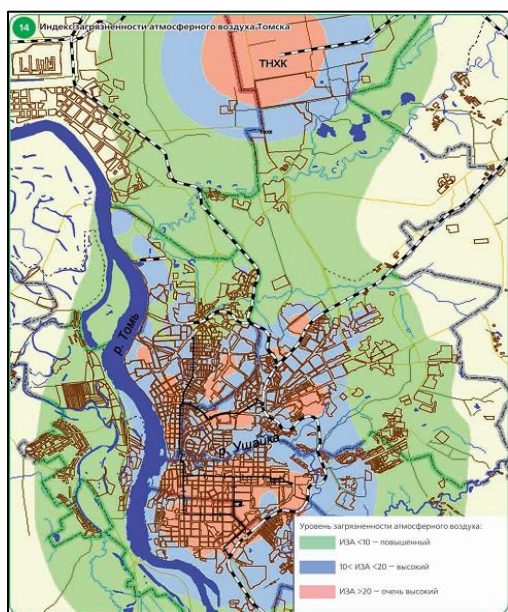 14 Индекс загрязненности атмосферного воздуха Томска
ТНХК
р. Томь
р. Ушайка
Уровень загрязненности атмосферного воздуха:
ИЗА <10 – повышенный
10< ИЗА <20 – высокий
ИЗА >20 – очень высокий